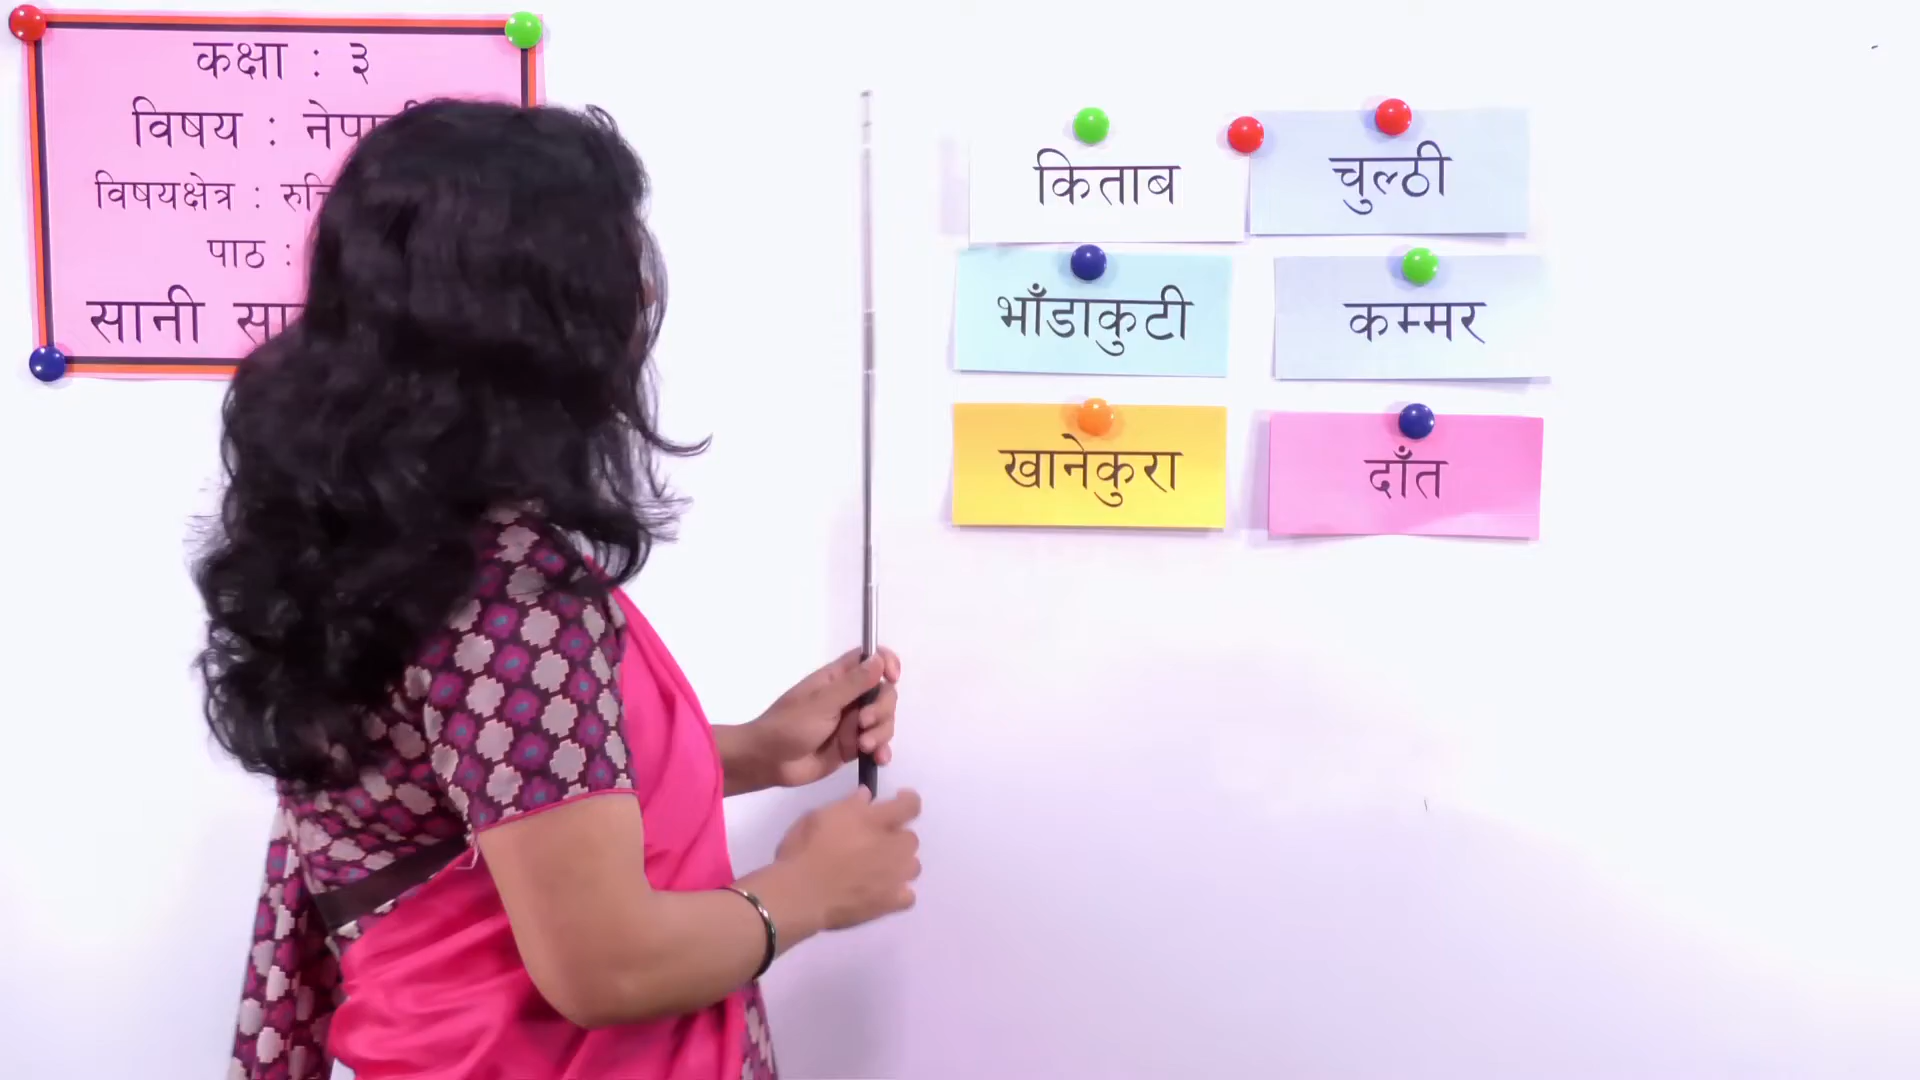 कक्षा : ३
विषय :
विषयक्षेत्र :
पाठ :
सानी
किताब
चुल्ठी
भाँडाकुटी
कम्मर
खानेकुरा
दाँत